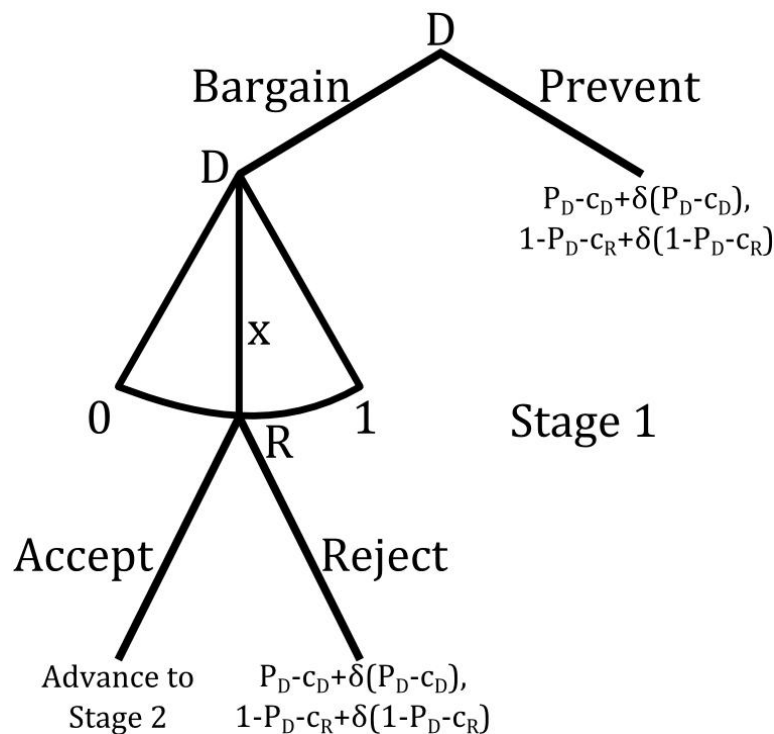 D
Bargain
Prevent
D
P_D-c_D+δ(P_D-c_D),
1-P_D-c_R+δ(1-P_D-c_R)
x
0
1
R
Stage 1
Accept
Reject
Advance to
Stage 2
P_D-c_D+δ(P_D-c_D),
1-P_D-c_R+δ(1-P_D-c_R)